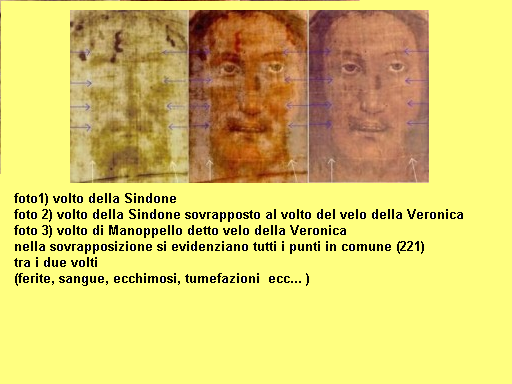 foto1) volto della Sindone
foto 2) volto della Sindone sovrapposto al volto del velo della Veronica
foto 3) volto di Manoppello detto velo della Veronica
nella sovrapposizione si evidenziano tutti i punti in comune (221)
tra i due volti
(ferite, sangue, ecchimosi, tumefazioni  ecc... )